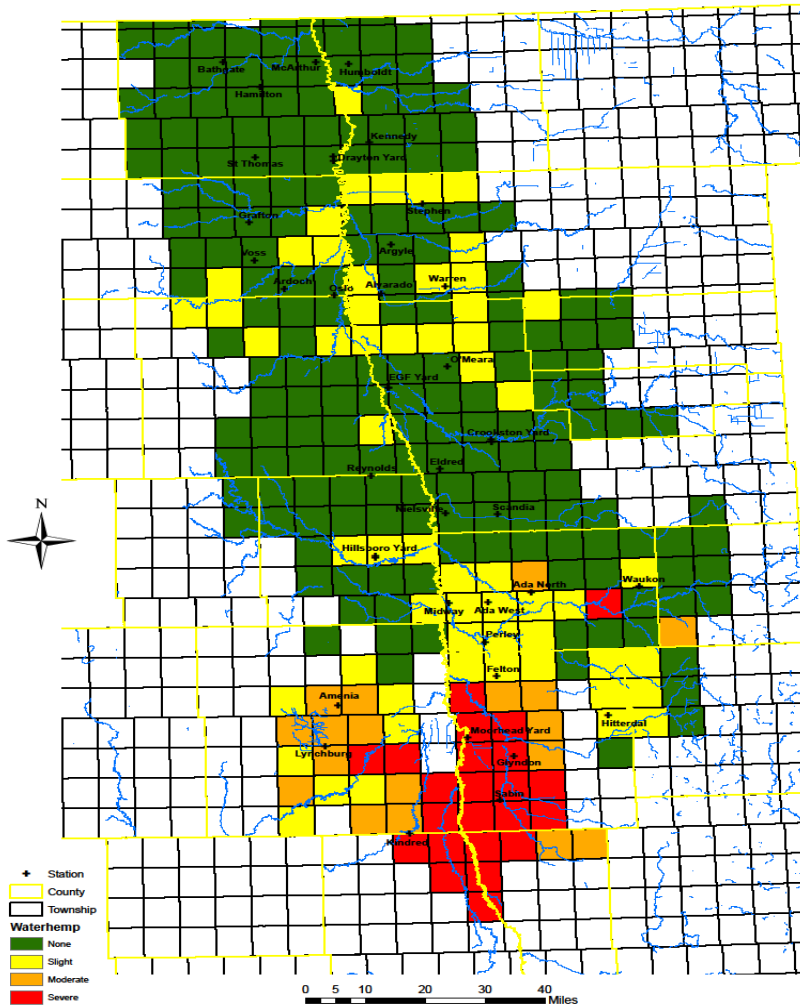 Bathgate
McArthur
Humboldt
Hamilton
Kennedy
St Thomas
Drayton Yard
Grafton
Stephen
Voss
Argyle
Ardoch
Oslo
Alvarado
Warren
O'Meara
EGF Yard
Crookston Yard
Reynolds
Eldred
Nielsville
Scandia
N
Hillsboro Yard
Ada North
Waukon
Midway
Ada West
Perley
Felton
Amenia
Hitterdal
Moorhead Yard
Lynchburg
Glyndon
Sabin
Kindred
Station
County
Township
Waterhemp
None
Slight
Moderate
Severe
0 5 10 20 30 40
Miles